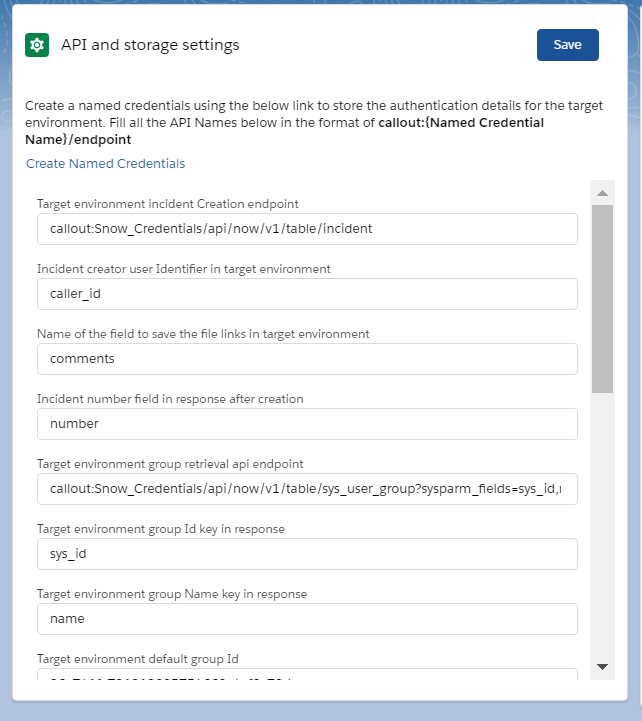 API and storage settings
Save
Create a named credentials using the below link to store the authentication details for the target
environment. Fill all the API Names below in the format of callout:{Named Credential
Name}/endpoint
Create Named Credentials
Target environment incident Creation endpoint
callout:Snow_Credentials/api/now/v1/table/incident
Incident creator user Identifier in target environment
caller_id
Name of the field to save the file links in target environment
comments
Incident number field in response after creation
number
Target environment group retrieval api endpoint
callout:Snow_Credentials/api/now/v1/table/sys_user_group?sysparm_fields=sys_id,
Target environment group Id key in response
sys_id
Target environment group Name key in response
name
Target environment default group Id